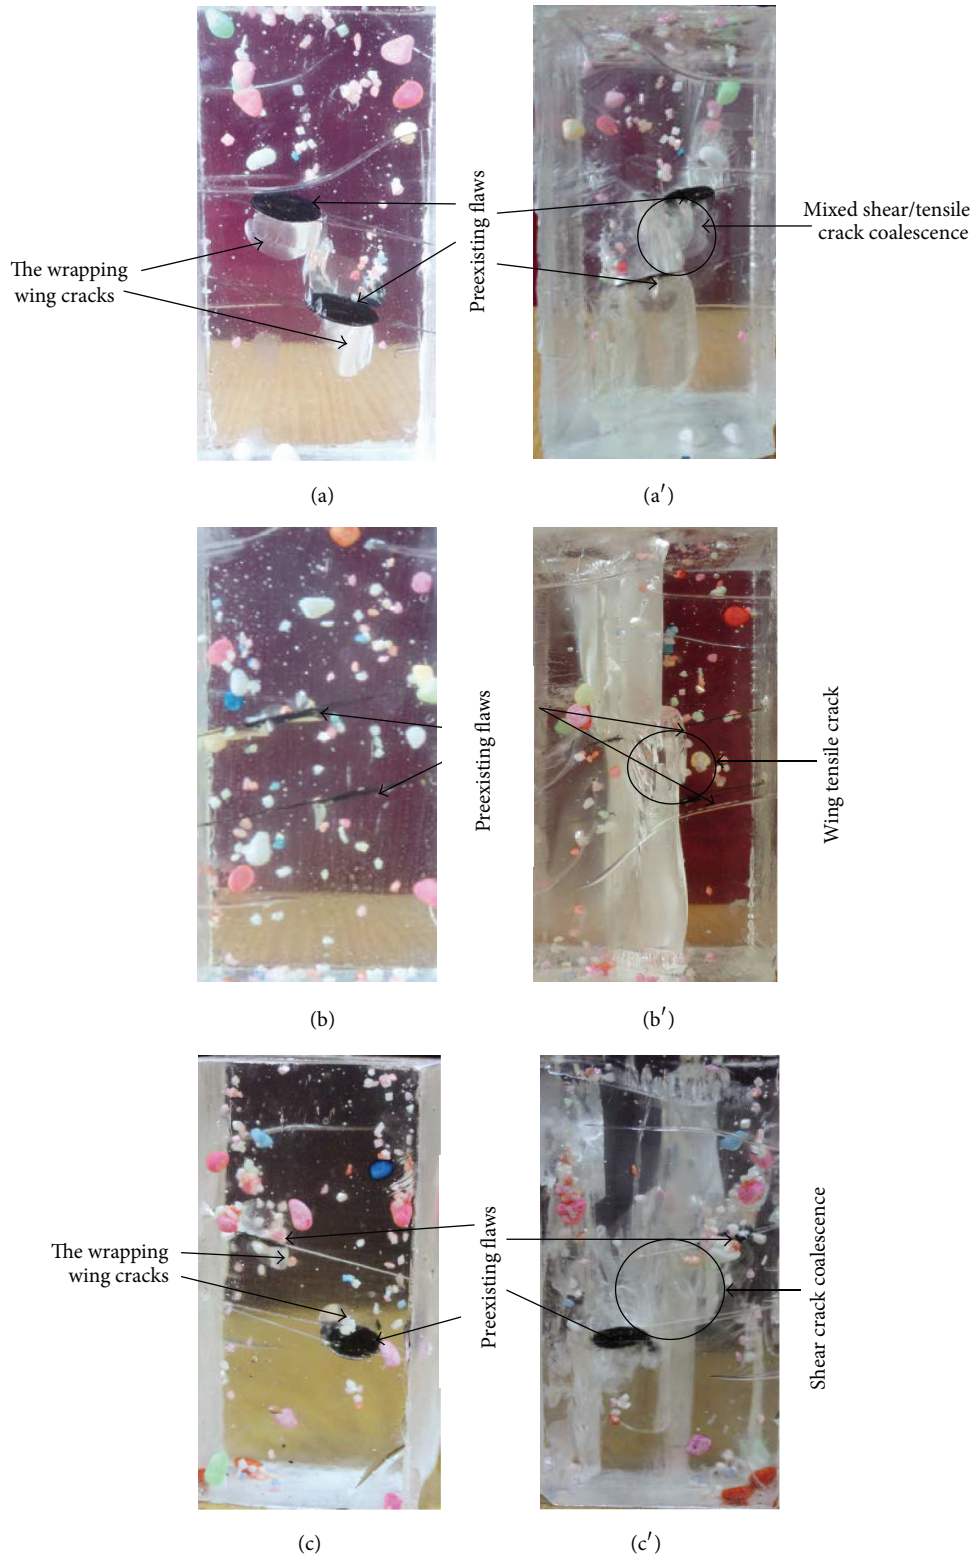 Preexisting flaws
The wrapping
wing cracks
Mixed shear/tensile
crack coalescence
(a)
(a′)
Preexisting flaws
Wing tensile crack
(b)
(b′)
The wrapping
wing cracks
Preexisting flaws
Shear crack coalescence
(c)
(c′)